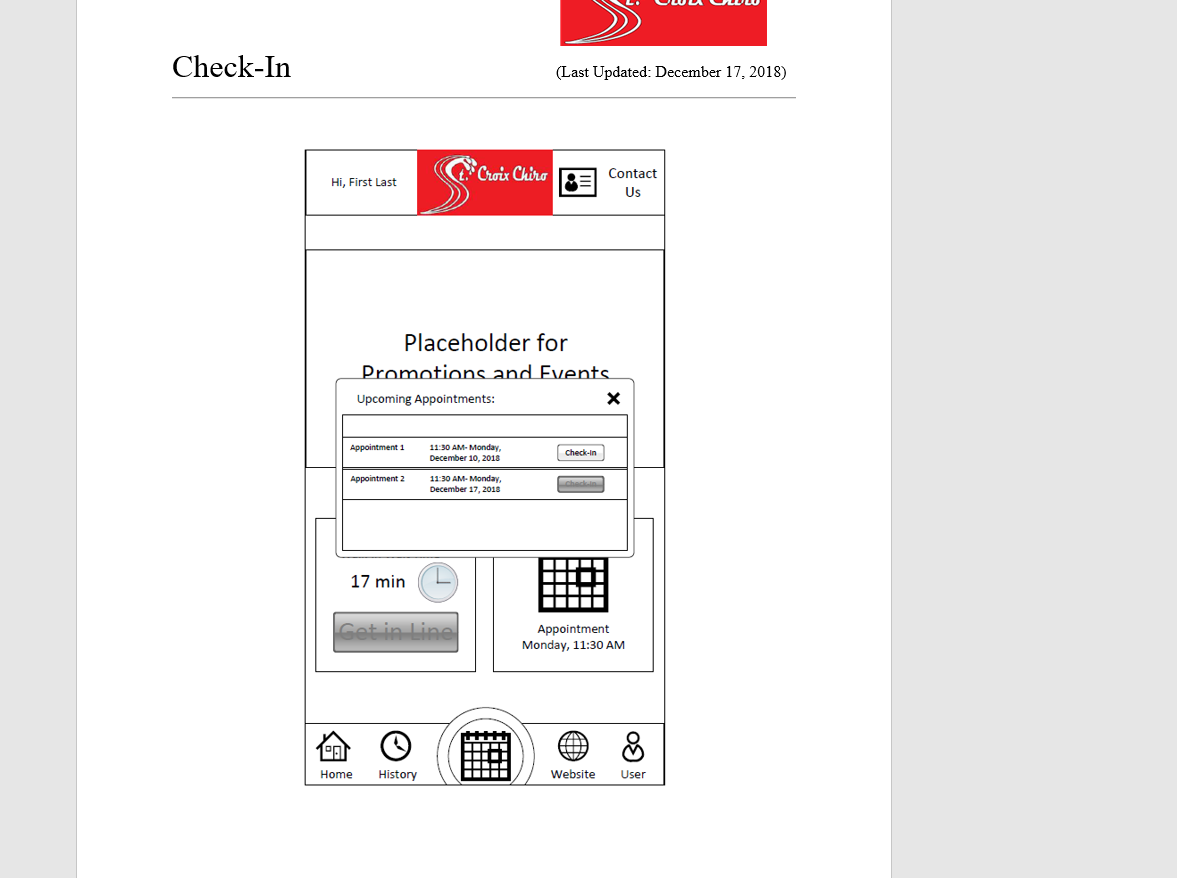 t. Croix Chiro
Check-In
(Last Updated: December 17, 2018)
Hi, First Last
St. Croix Chiro
Contact
Us
Placeholder for
Promotions and Events
Upcoming Appointments:
Appointment 1
11:30 AM- Monday,
December 10, 2018
Check-In
Appointment 2
11:30 AM- Monday,
December 17, 2018
Check-In
17 min
Get in Line
Appointment
Monday, 11:30 AM
Home
History
Website
User